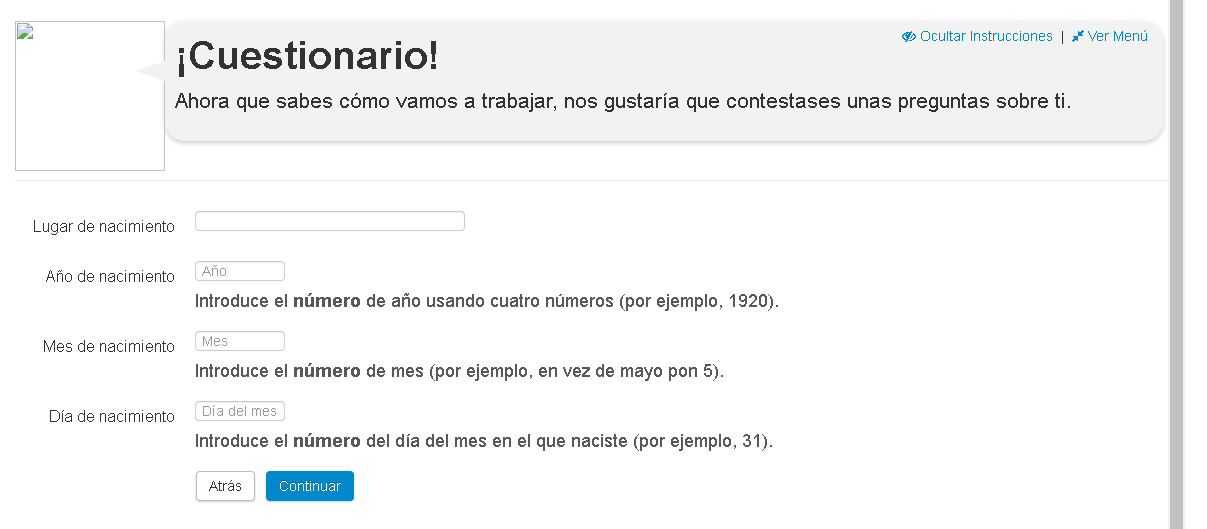 Ocultar Instrucciones | Ver Menú
¡Cuestionario!
Ahora que sabes cómo vamos a trabajar, nos gustaría que contestases unas preguntas sobre ti.
Lugar de nacimiento
Año de nacimiento Año
Introduce el número de año usando cuatro números (por ejemplo, 1920).
Mes de nacimiento Mes
Introduce el número de mes (por ejemplo, en vez de mayo pon 5).
Día de nacimiento Día del mes
Introduce el número del día del mes en el que naciste (por ejemplo, 31).
Atrás Continuar